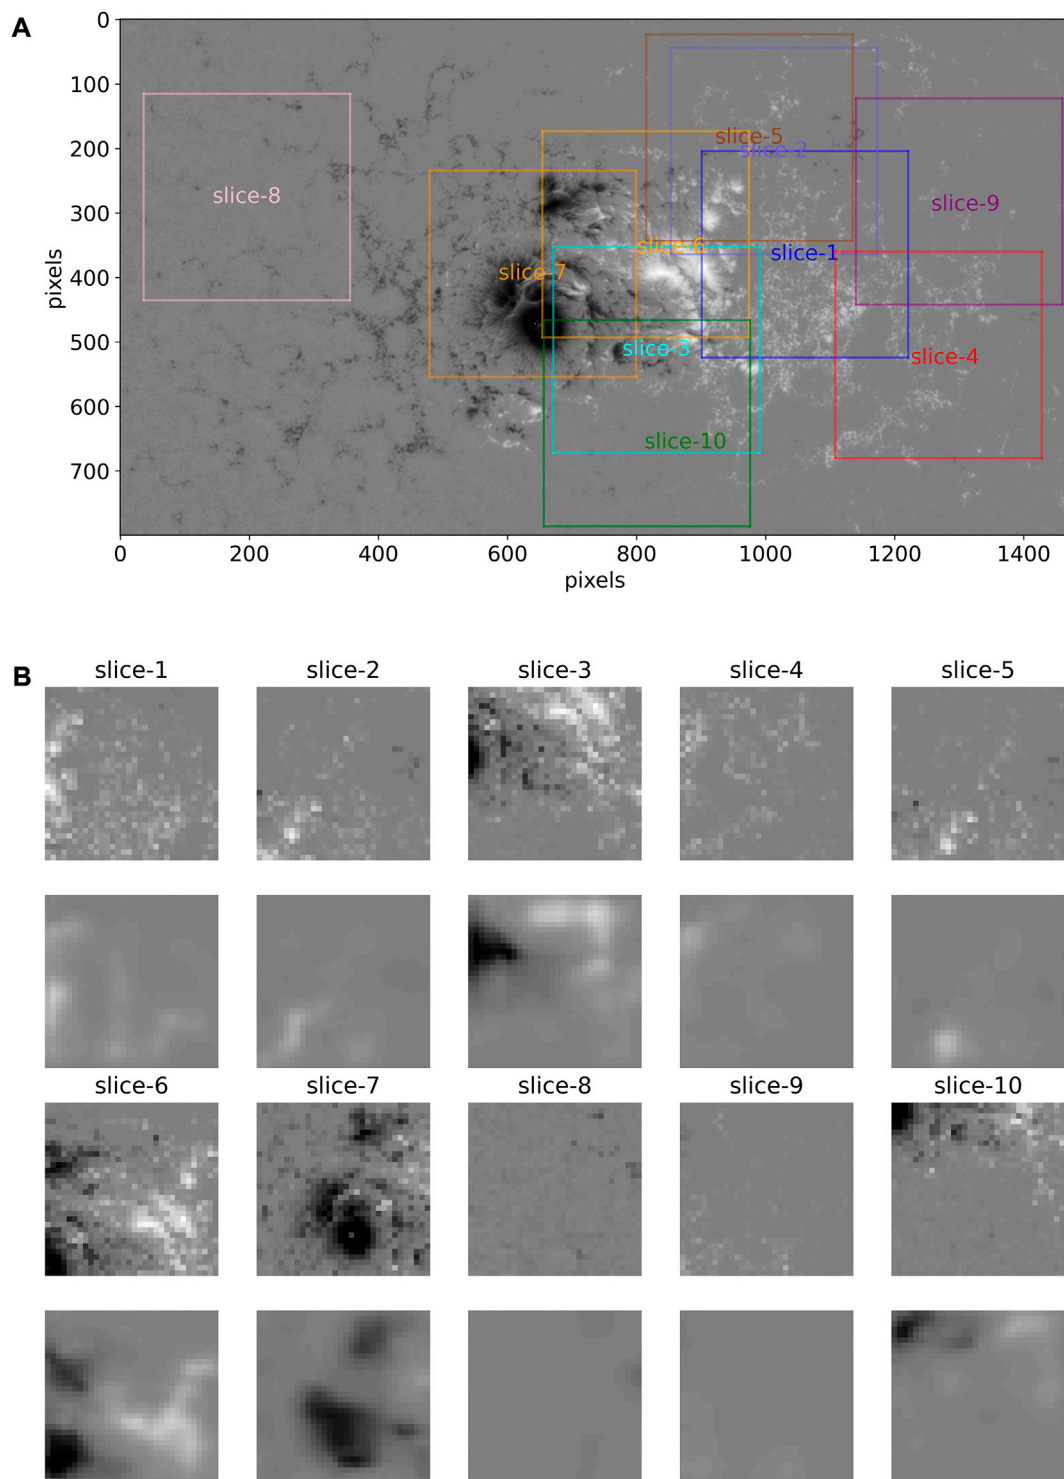 A
0
100
200
300
400
500
600
700
pixels
slice-5
slice-2
slice-8
slice-9
slice-6
slice-1
slice-7
slice-3
slice-4
slice-10
0 200 400 600 800 1000 1200 1400
pixels
B
slice-1 slice-2 slice-3 slice-4 slice-5
slice-6 slice-7 slice-8 slice-9 slice-10